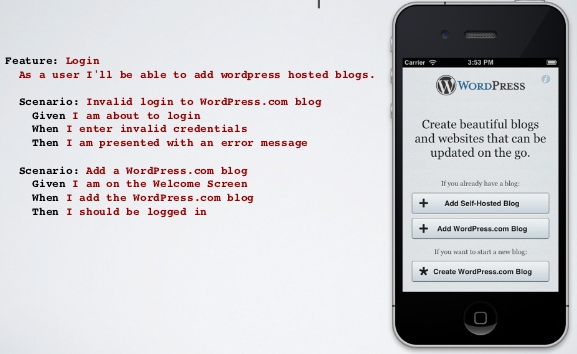 Feature: Login
As a user I'll be able to add wordpress hosted blogs.
Scenario: Invalid login to WordPress.com blog
Given I am about to login
When I enter invalid credentials
Then I am presented with an error message
Scenario: Add a WordPress.com blog
Given I am on the Welcome Screen
When I add the WordPress.com blog
Then I should be logged in
Carrier 3:53 PM
WORDPRESS
Create beautiful blogs
and websites that can be
updated on the go.
If you already have a blog:
+ Add Self-Hosted Blog
+ Add WordPress.com Blog
If you want to start a new blog:
* Create WordPress.com Blog